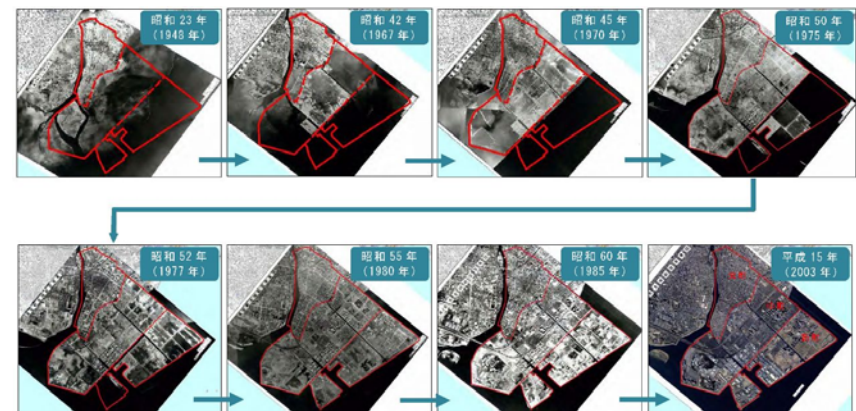 昭和 23 年
(1948 年)
昭和 42 年
(1967 年)
昭和 45 年
(1970 年)
昭和 50 年
(1975 年)
昭和 52 年
(1977 年)
昭和 55 年
(1980 年)
昭和 60 年
(1985 年)
平成 15 年
(2003 年)